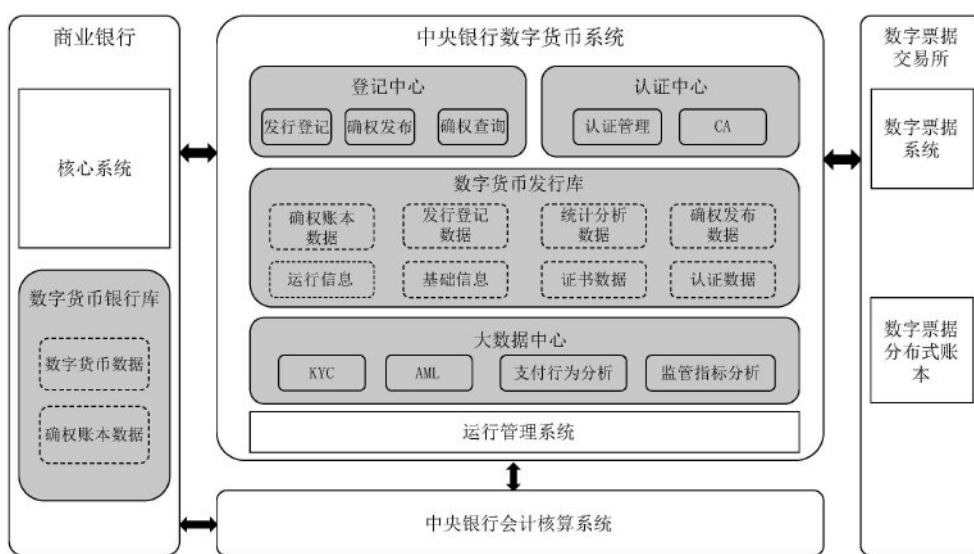 商业银行
核心系统
数字货币银行库
数字货币数据
确权账本数据
中央银行数字货币系统
登记中心
发行登记
确权发布
确权查询
认证中心
认证管理
CA
数字货币发行库
确权账本
数据
发行登记
数据
统计分析
数据
确权发布
数据
运行信息
基础信息
证书数据
认证数据
大数据中心
KYC
AML
支付行为分析
监管指标分析
运行管理系统
中央银行会计核算系统
数字票据
交易所
数字票据
系统
数字票据
分布式账
本